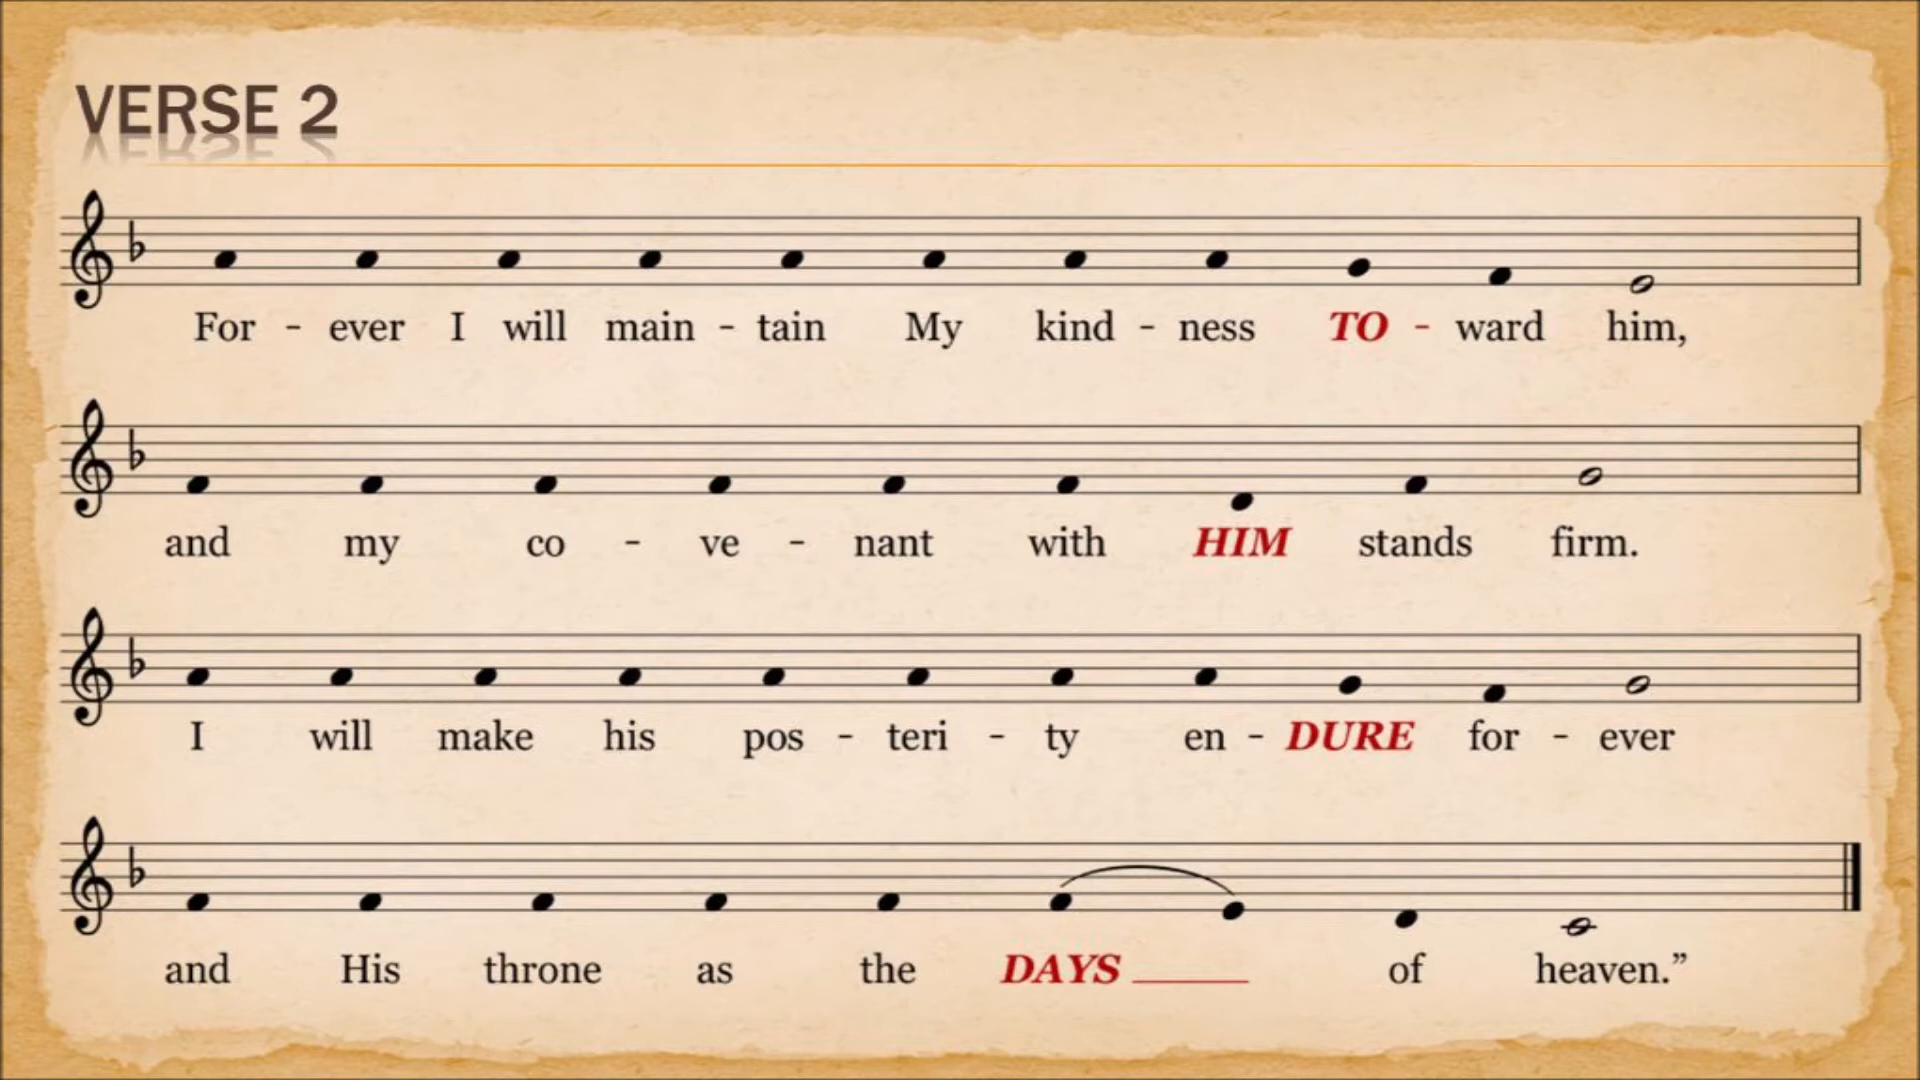 VERSE 2
For - ever I will main - tain My kind - ness TO - ward him,
and my co - ve - nant with HIM stands firm.
I will make his pos - teri - ty en - DURE for - ever
and His throne as the DAYS ______ of heaven.”